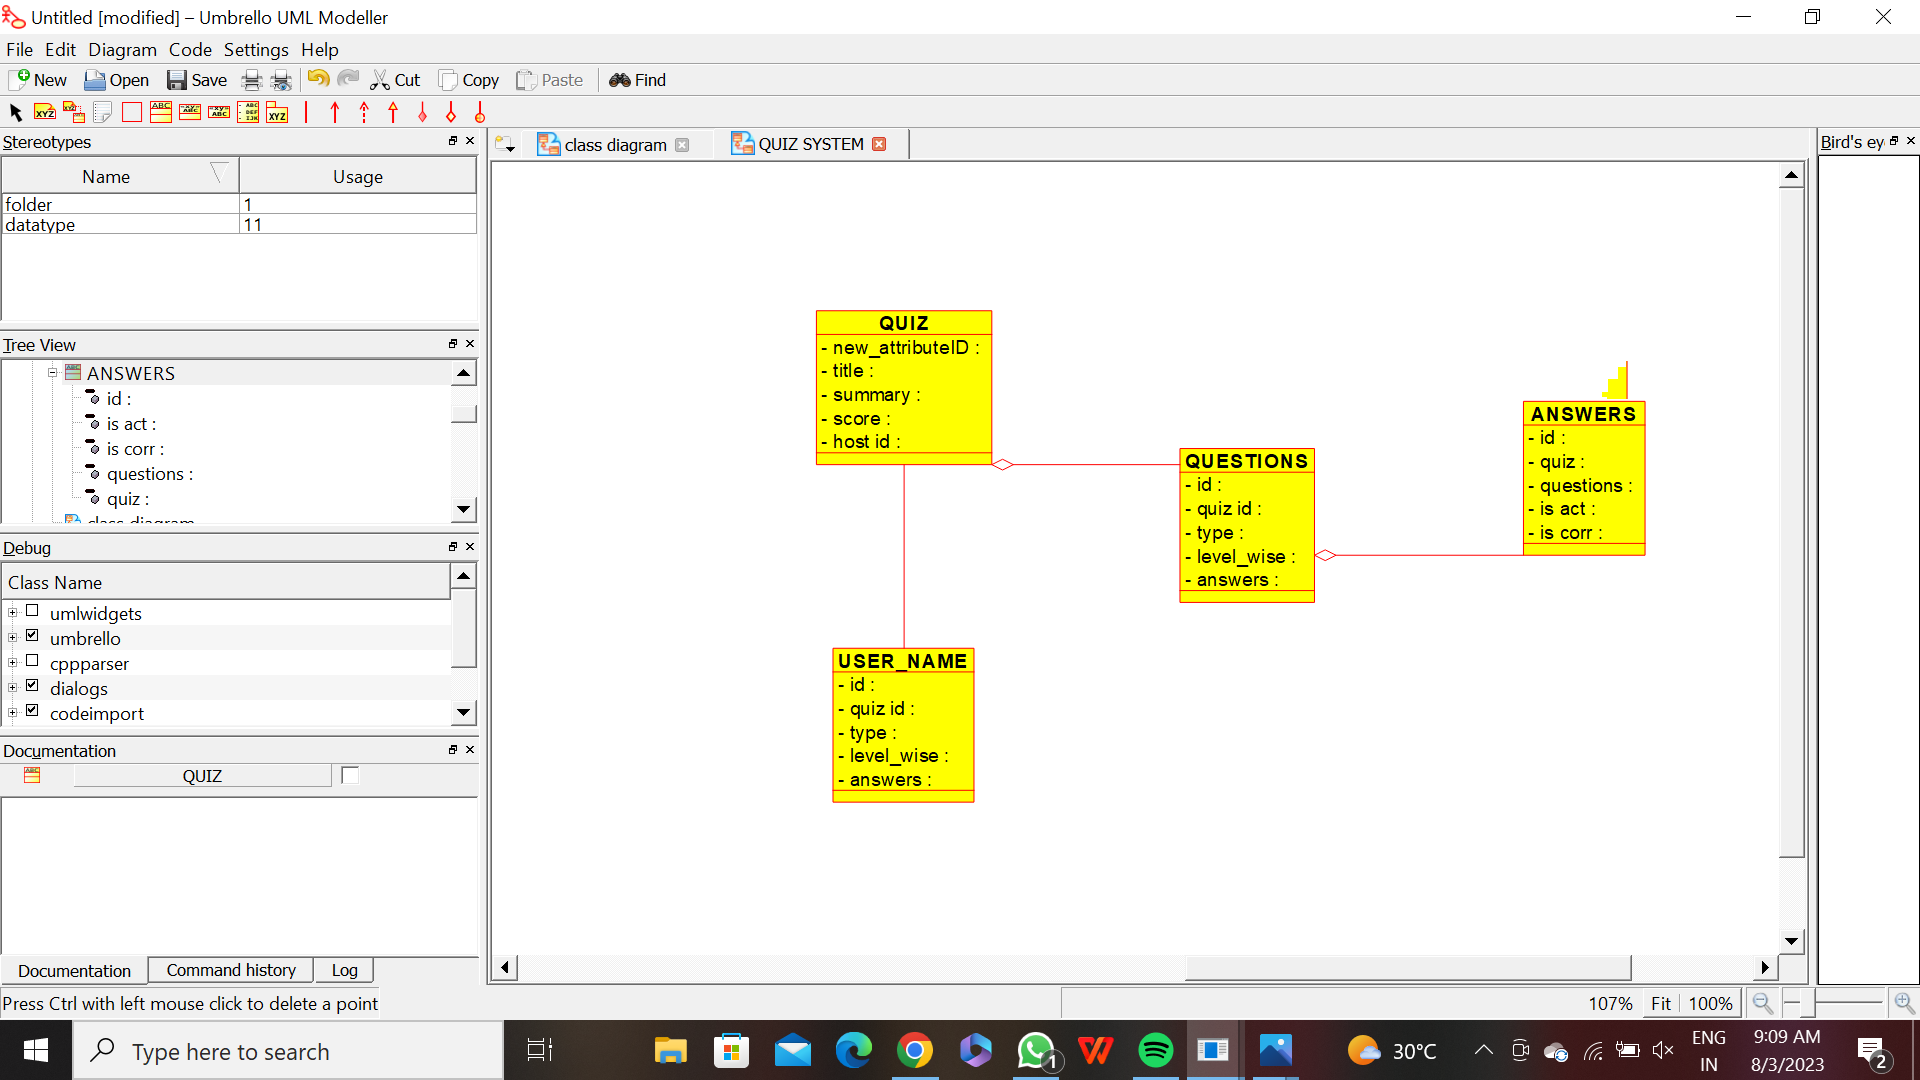 Untitled [modified] – Umbrello UML Modeller
File Edit Diagram Code Settings Help
New Open Save Cut Copy Paste Find
Stereotypes
Name Usage
folder 1
datatype 11
Tree View
ANSWERS
id :
is act :
is corr :
questions :
quiz :
class diagram
Debug
Class Name
umlwidgets
umbrello
cppparser
dialogs
codeimport
Documentation
QUIZ
Documentation Command history Log
Press Ctrl with left mouse click to delete a point
class diagram QUIZ SYSTEM
Bird's ey
QUIZ
- new_attributeID :
- title :
- summary :
- score :
- host id :
QUESTIONS
- id :
- quiz id :
- type :
- level_wise :
- answers :
ANSWERS
- id :
- quiz :
- questions :
- is act :
- is corr :
USER_NAME
- id :
- quiz id :
- type :
- level_wise :
- answers :
107% Fit 100%
Type here to search
1
30°C
ENG
IN
9:09 AM
8/3/2023
2